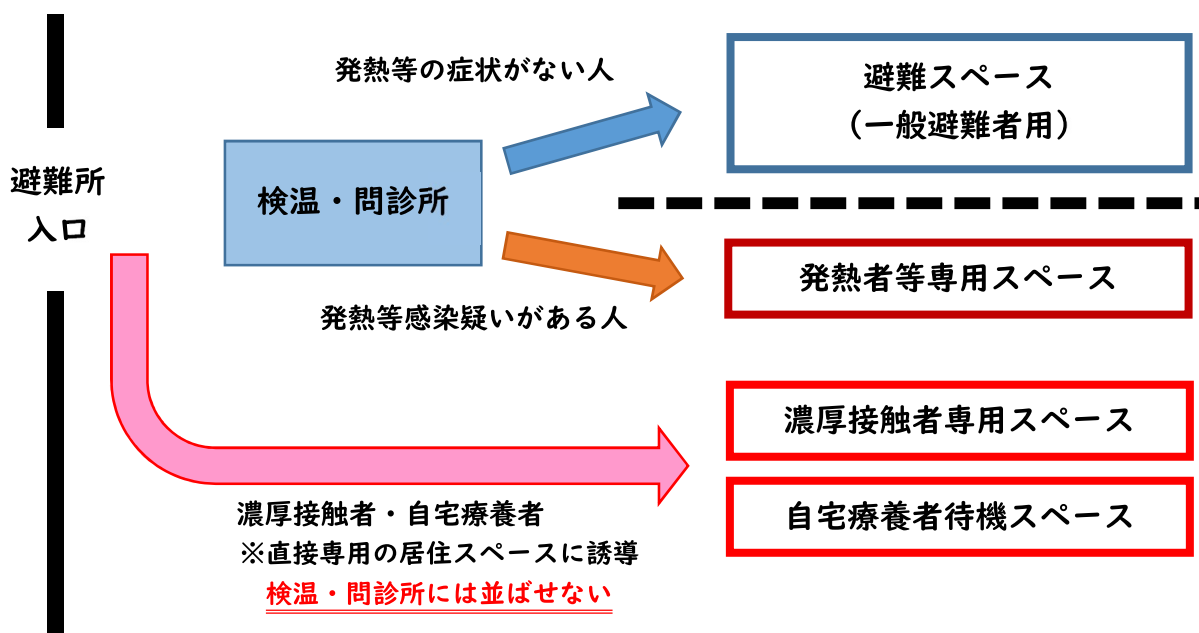 避難所
入口
検温・問診所
発熱等の症状がない人
避難スペース
（一般避難者用）
発熱等感染疑いがある人
発熱者等専用スペース
濃厚接触者専用スペース
自宅療養者待機スペース
濃厚接触者・自宅療養者
※直接専用の居住スペースに誘導
検温・問診所には並ばせない